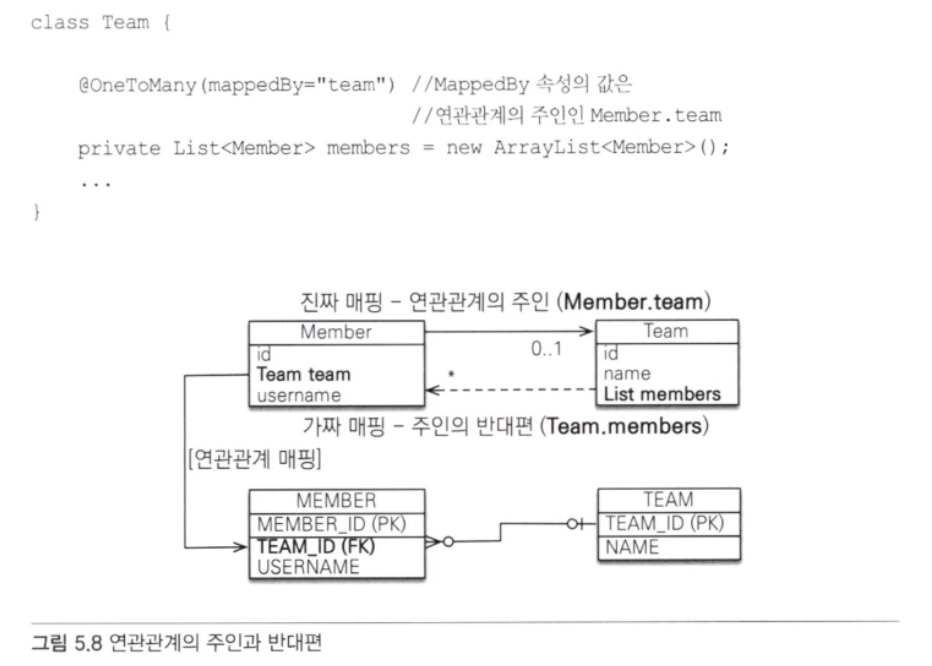 class Team {
@OneToMany(mappedBy="team") //MappedBy 속성의 값은
//연관관계의 주인인 Member.team
private List<Member> members = new ArrayList<Member>();
...
}
진짜 매핑 - 연관관계의 주인 (Member.team)
Member
id
Team team
username
0..1
*
Team
id
name
List members
가짜 매핑 - 주인의 반대편 (Team.members)
[연관관계 매핑]
MEMBER
MEMBER_ID (PK)
TEAM_ID (FK)
USERNAME
TEAM
TEAM_ID (PK)
NAME
그림 5.8 연관관계의 주인과 반대편